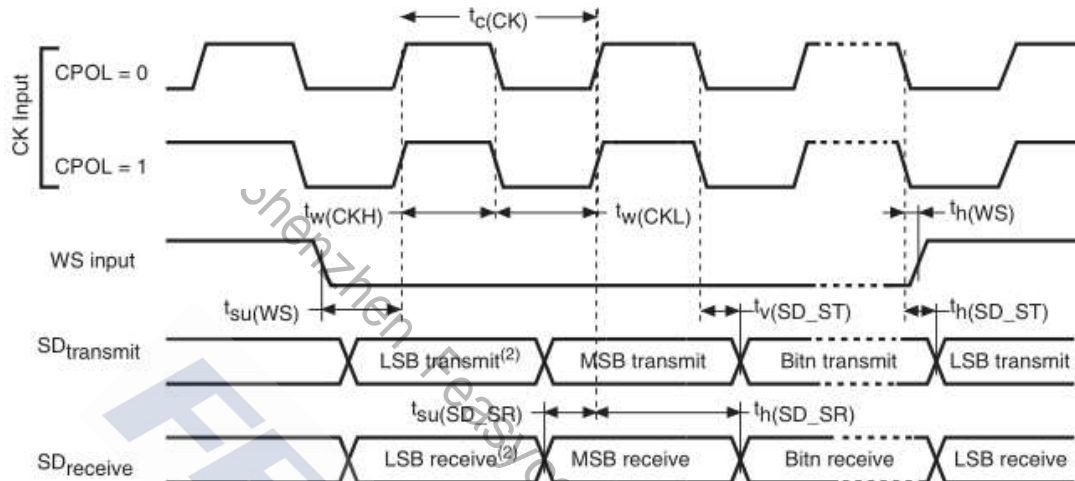 tc(CK)
CK Input
CPOL = 0
CPOL = 1
tw(CKH)
tw(CKL)
th(WS)
WS input
tsu(WS)
tv(SD_ST)
th(SD_ST)
SDtransmit
LSB transmit(2)
MSB transmit
Bitn transmit
LSB transmit
tsu(SD_SR)
th(SD_SR)
SDreceive
LSB receive(2)
MSB receive
Bitn receive
LSB receive
Shenzhen Feasyco